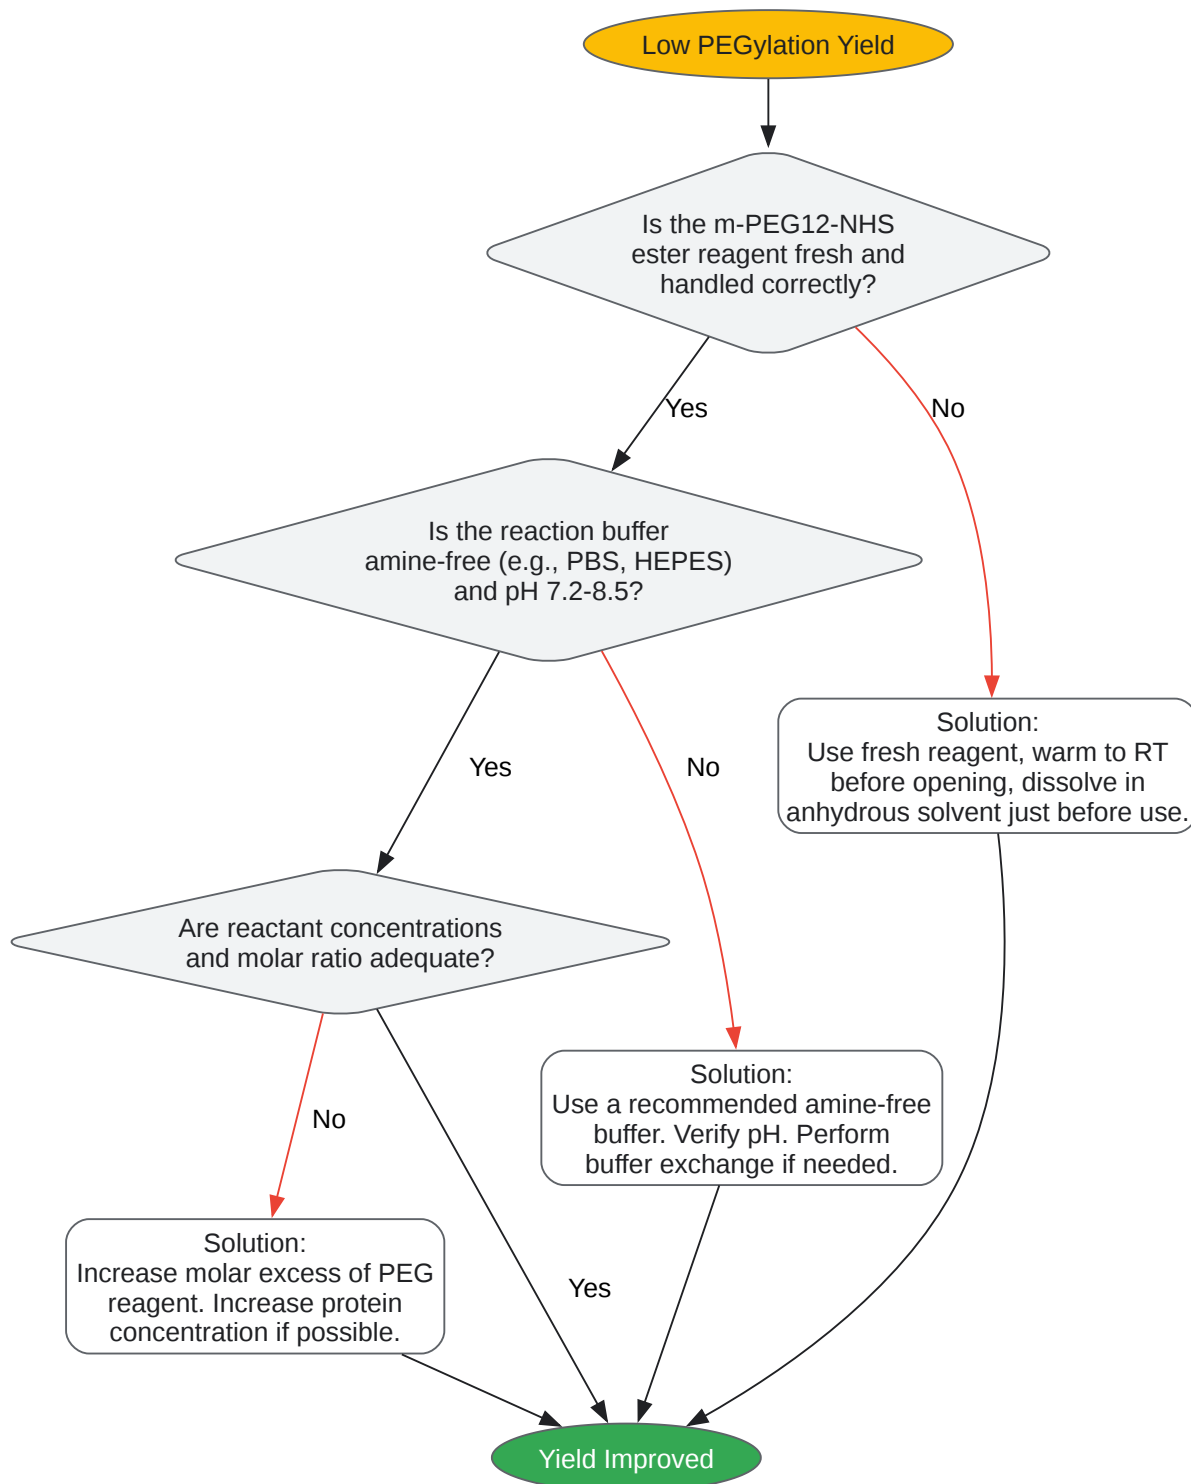 Low PEGylation Yield
Is the m-PEG12-NHS
ester reagent fresh and
handled correctly?
Yes
No
Is the reaction buffer
amine-free (e.g., PBS, HEPES)
and pH 7.2-8.5?
Yes
No
Solution:
Use fresh reagent, warm to RT
before opening, dissolve in
anhydrous solvent just before use.
Are reactant concentrations
and molar ratio adequate?
No
Yes
Solution:
Use a recommended amine-free
buffer. Verify pH. Perform
buffer exchange if needed.
Solution:
Increase molar excess of PEG
reagent. Increase protein
concentration if possible.
Yield Improved